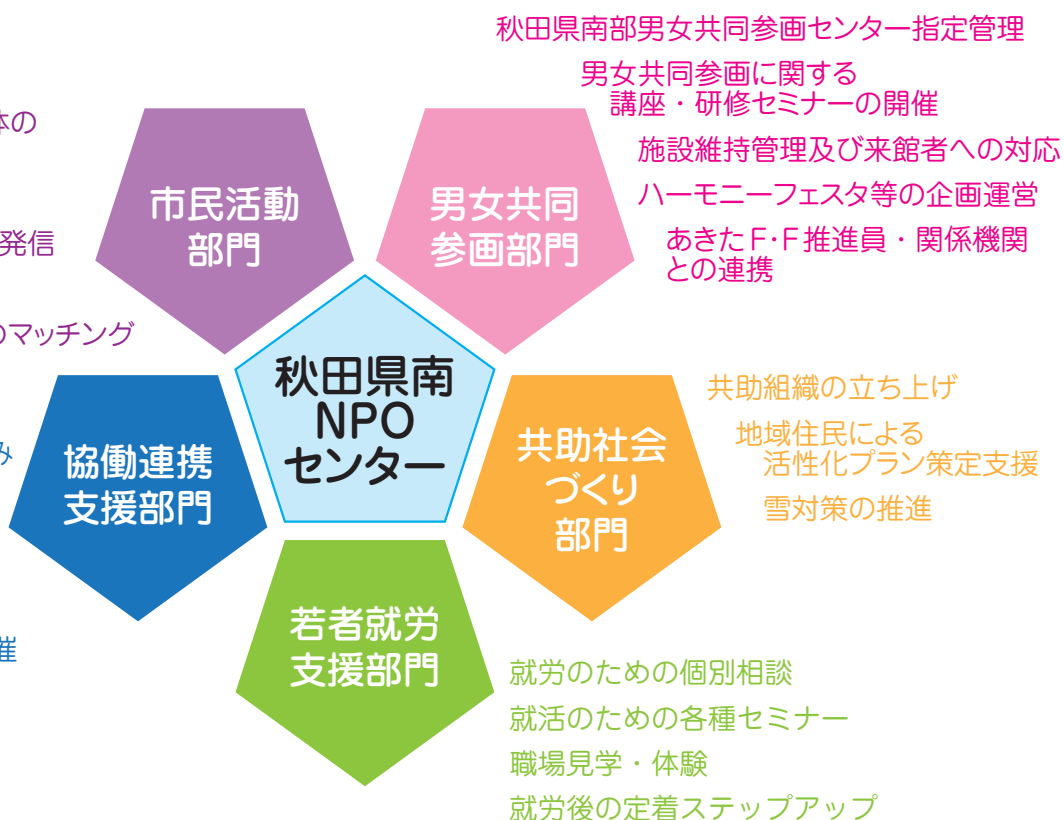 秋田県南部男女共同参画センター指定管理
男女共同参画に関する
講座・研修セミナーの開催
施設維持管理及び来館者への対応
ハーモニーフェスタ等の企画運営
あきたF・F推進員・関係機関
との連携
体の
発信
のマッチング
市民活動
部門
男女共同
参画部門
秋田県南
NPO
センター
み
催
協働連携
支援部門
共助社会
づくり
部門
共助組織の立ち上げ
地域住民による
活性化プラン策定支援
雪対策の推進
若者就労
支援部門
就労のための個別相談
就活のための各種セミナー
職場見学・体験
就労後の定着ステップアップ